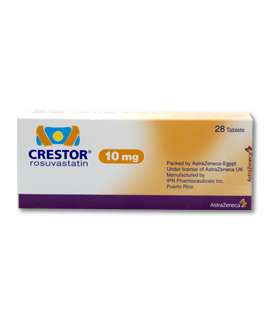 CRESTOR®
rosuvastatin
10 mg
28 Tablets
Packed by AstraZeneca-Egypt
Under license of AstraZeneca UK
Manufactured by
IPR Pharmaceuticals Inc.
Puerto Rico
AstraZeneca
AstraZeneca